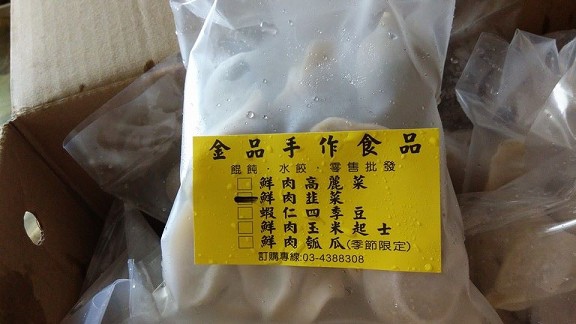 金品手作食品
餛飩·水餃·零售批發
鮮肉高麗菜
鮮肉韮菜
蝦仁四季豆
鮮肉玉米起士
鮮肉瓠瓜(季節限定)
訂購專線:03-4388308